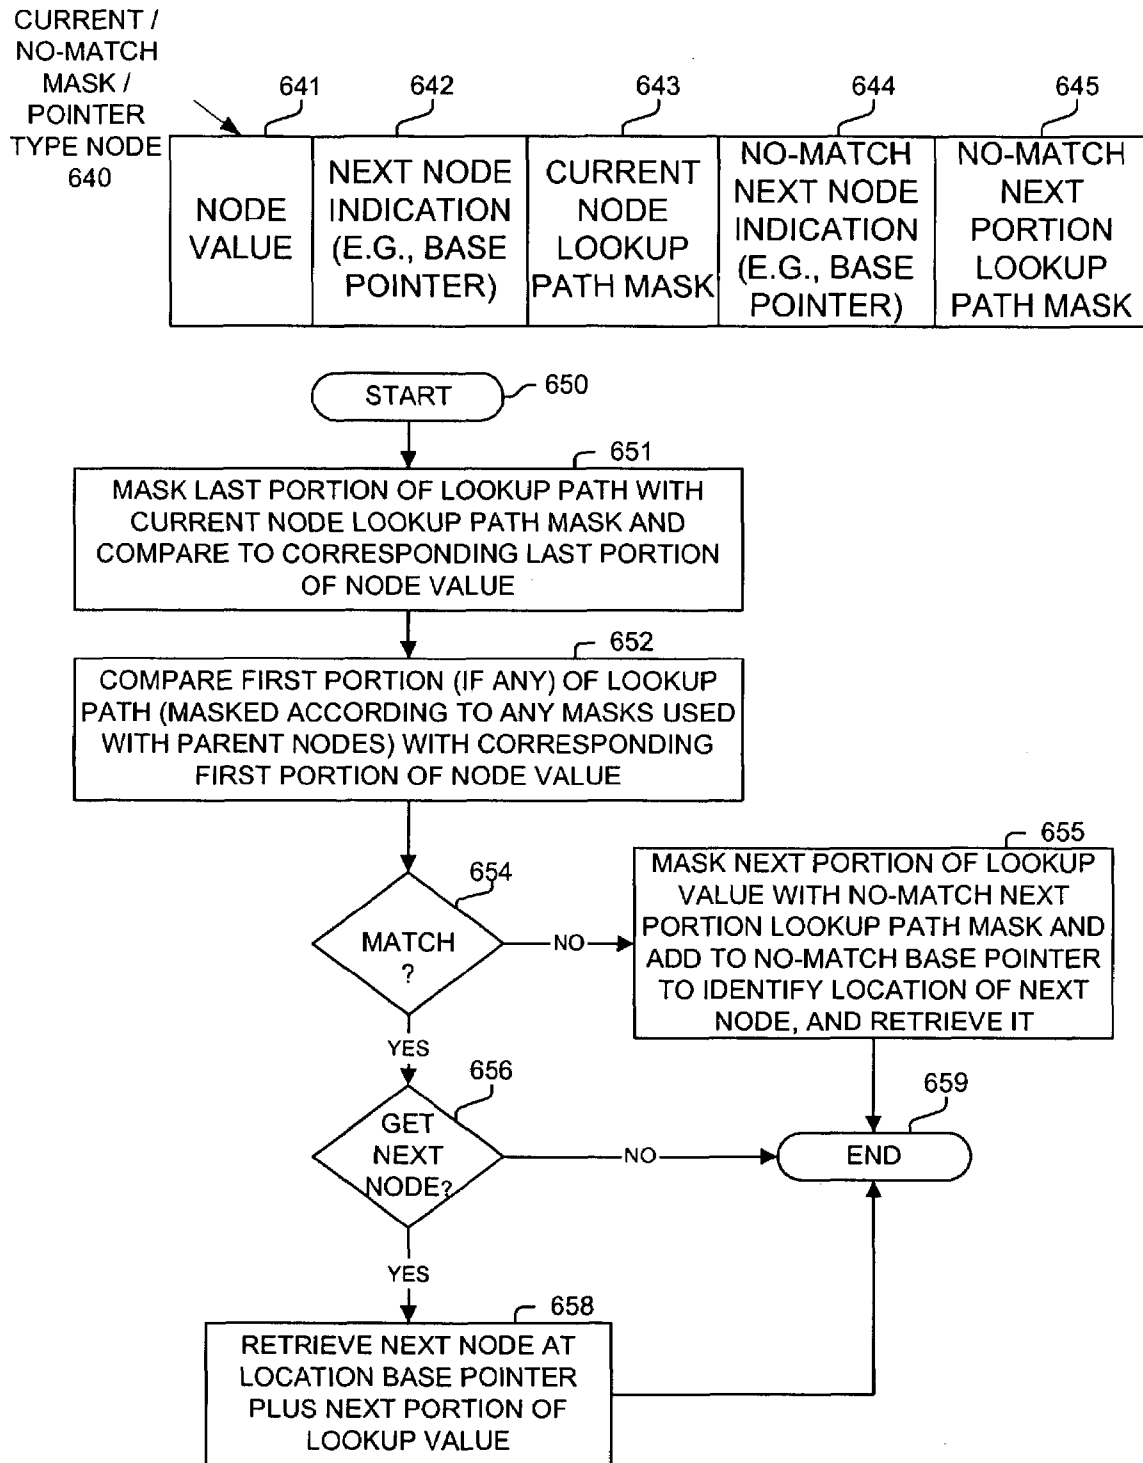 CURRENT /
NO-MATCH
MASK /
POINTER
TYPE NODE
640
641
642
643
644
645
NODE
VALUE
NEXT NODE
INDICATION
(E.G., BASE
POINTER)
CURRENT
NODE
LOOKUP
PATH MASK
NO-MATCH
NEXT NODE
INDICATION
(E.G., BASE
POINTER)
NO-MATCH
NEXT
PORTION
LOOKUP
PATH MASK
START
650
651
MASK LAST PORTION OF LOOKUP PATH WITH
CURRENT NODE LOOKUP PATH MASK AND
COMPARE TO CORRESPONDING LAST PORTION
OF NODE VALUE
652
COMPARE FIRST PORTION (IF ANY) OF LOOKUP
PATH (MASKED ACCORDING TO ANY MASKS USED
WITH PARENT NODES) WITH CORRESPONDING
FIRST PORTION OF NODE VALUE
654
MATCH
?
NO
655
MASK NEXT PORTION OF LOOKUP
VALUE WITH NO-MATCH NEXT
PORTION LOOKUP PATH MASK AND
ADD TO NO-MATCH BASE POINTER
TO IDENTIFY LOCATION OF NEXT
NODE, AND RETRIEVE IT
YES
656
GET
NEXT
NODE?
NO
659
END
YES
658
RETRIEVE NEXT NODE AT
LOCATION BASE POINTER
PLUS NEXT PORTION OF
LOOKUP VALUE